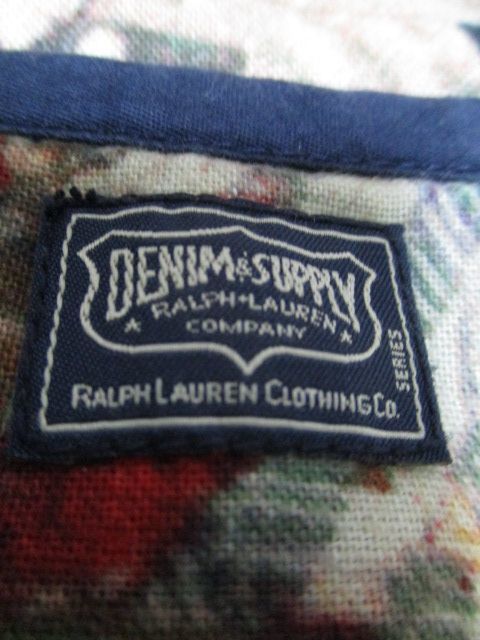 DENIM & SUPPLY
RALPH LAUREN
COMPANY
RALPH LAUREN CLOTHING CO.
SERIES